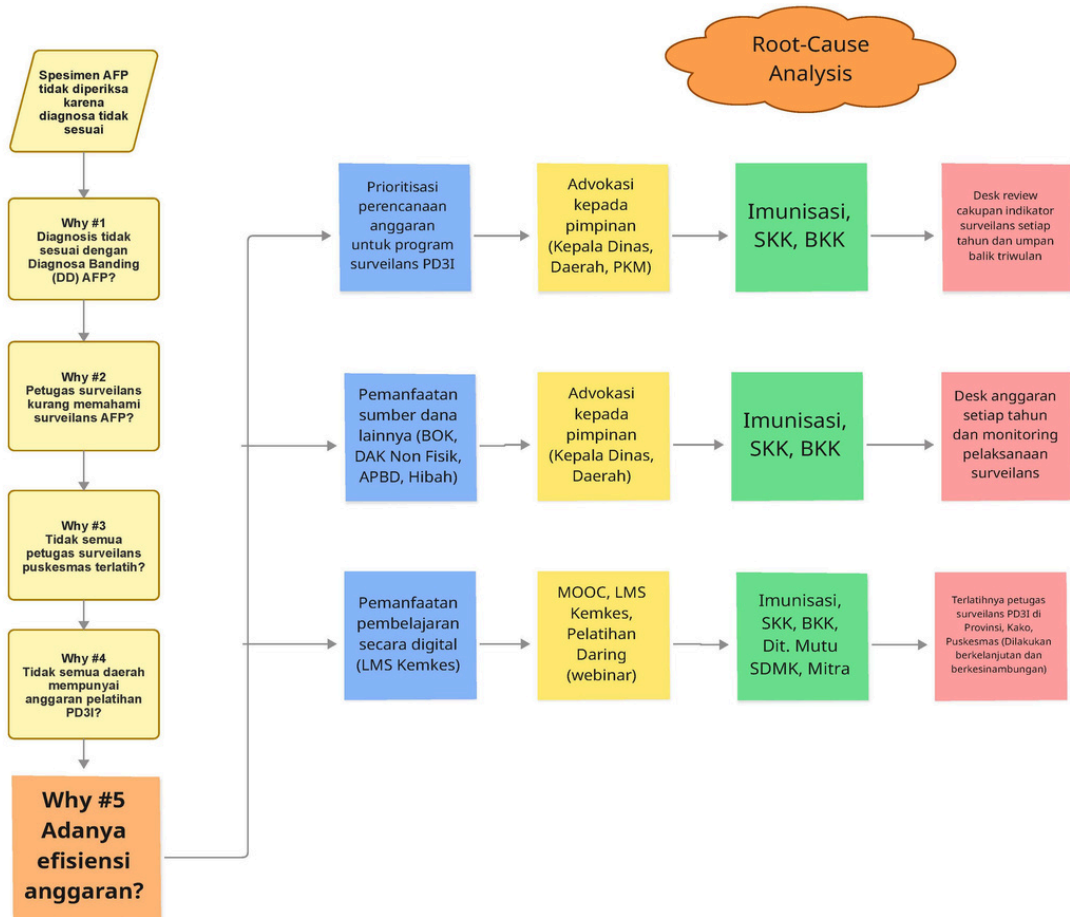 Root-Cause
Analysis
Spesimen AFP
tidak diperiksa
karena
diagnosa tidak
sesuai
Why #1
Diagnosis tidak
sesuai dengan
Diagnosa Banding
(DD) AFP?
Why #2
Petugas surveilans
kurang memahami
surveilans AFP?
Why #3
Tidak semua
petugas surveilans
puskesmas terlatih?
Why #4
Tidak semua daerah
mempunyai
anggaran pelatihan
PD3I?
Why #5
Adanya
efisiensi
anggaran?
Prioritisasi
perencanaan
anggaran
untuk program
surveilans PD3I
Advokasi
kepada
pimpinan
(Kepala Dinas,
Daerah, PKM)
Imunisasi,
SKK, BKK
Desk review
cakupan indikator
surveilans setiap
tahun dan umpan
balik triwulan
Pemanfaatan
sumber dana
lainnya (BOK,
DAK Non Fisik,
APBD, Hibah)
Advokasi
kepada
pimpinan
(Kepala Dinas,
Daerah)
Imunisasi,
SKK, BKK
Desk anggaran
setiap tahun
dan monitoring
pelaksanaan
surveilans
Pemanfaatan
pembelajaran
secara digital
(LMS Kemkes)
MOOC, LMS
Kemkes,
Pelatihan
Daring
(webinar)
Imunisasi,
SKK, BKK,
Dit. Mutu
SDMK, Mitra
Terlatihnya petugas
surveilans PD3I di
Provinsi, Kako,
Puskesmas (Dilakukan
berkelanjutan dan
berkesinambungan)